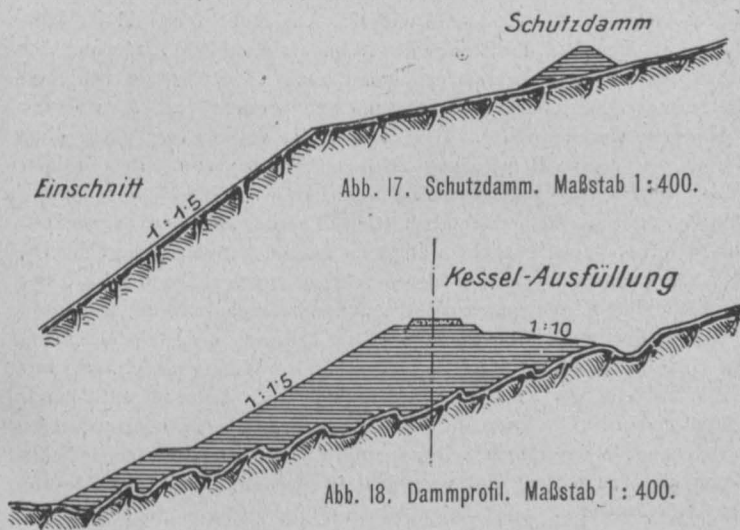 Schutzdamm
Einschnitt
1:1·5
Abb. 17. Schutzdamm. Maßstab 1:400.
Kessel-Ausfüllung
1:10
1:1·5
Abb. 18. Dammprofil. Maßstab 1:400.